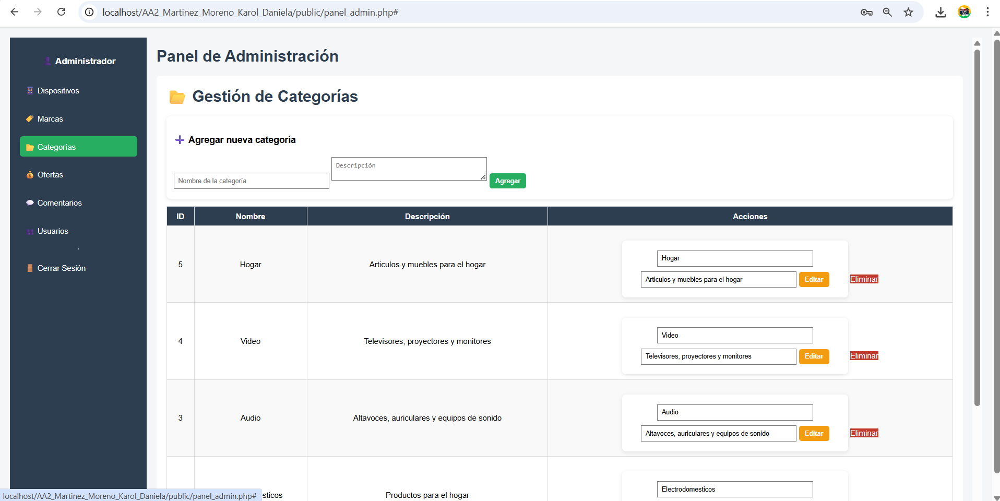 localhost/AA2_Martinez_Moreno_Karol_Daniela/public/panel_admin.php#
Administrador
Dispositivos
Marcas
Categorías
Ofertas
Comentarios
Usuarios
Cerrar Sesión
Panel de Administración
Gestión de Categorías
Agregar nueva categoría
Nombre de la categoría
Descripción
Agregar
ID Nombre Descripción Acciones
5 Hogar Articulos y muebles para el hogar
Hogar
Articulos y muebles para el hogar Editar Eliminar
4 Video Televisores, proyectores y monitores
Video
Televisores, proyectores y monitores Editar Eliminar
3 Audio Altavoces, auriculares y equipos de sonido
Audio
Altavoces, auriculares y equipos de sonido Editar Eliminar
sticos Productos para el hogar
Electrodomesticos
localhost/AA2_Martinez_Moreno_Karol_Daniela/public/panel_admin.php#